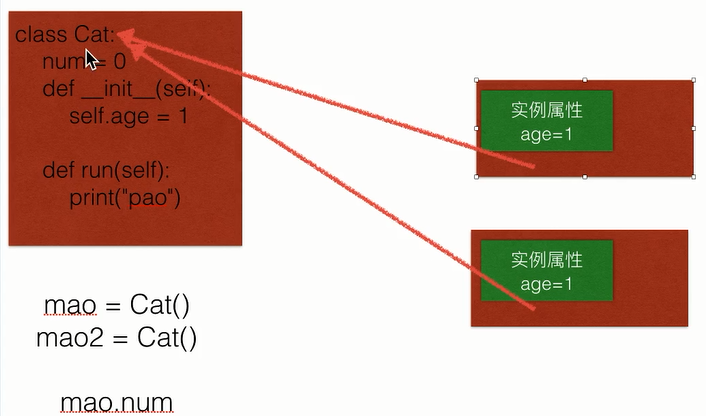 class Cat:
num = 0
def __init__(self):
self.age = 1
def run(self):
print("pao")
实例属性
age=1
实例属性
age=1
mao = Cat()
mao2 = Cat()
mao.num